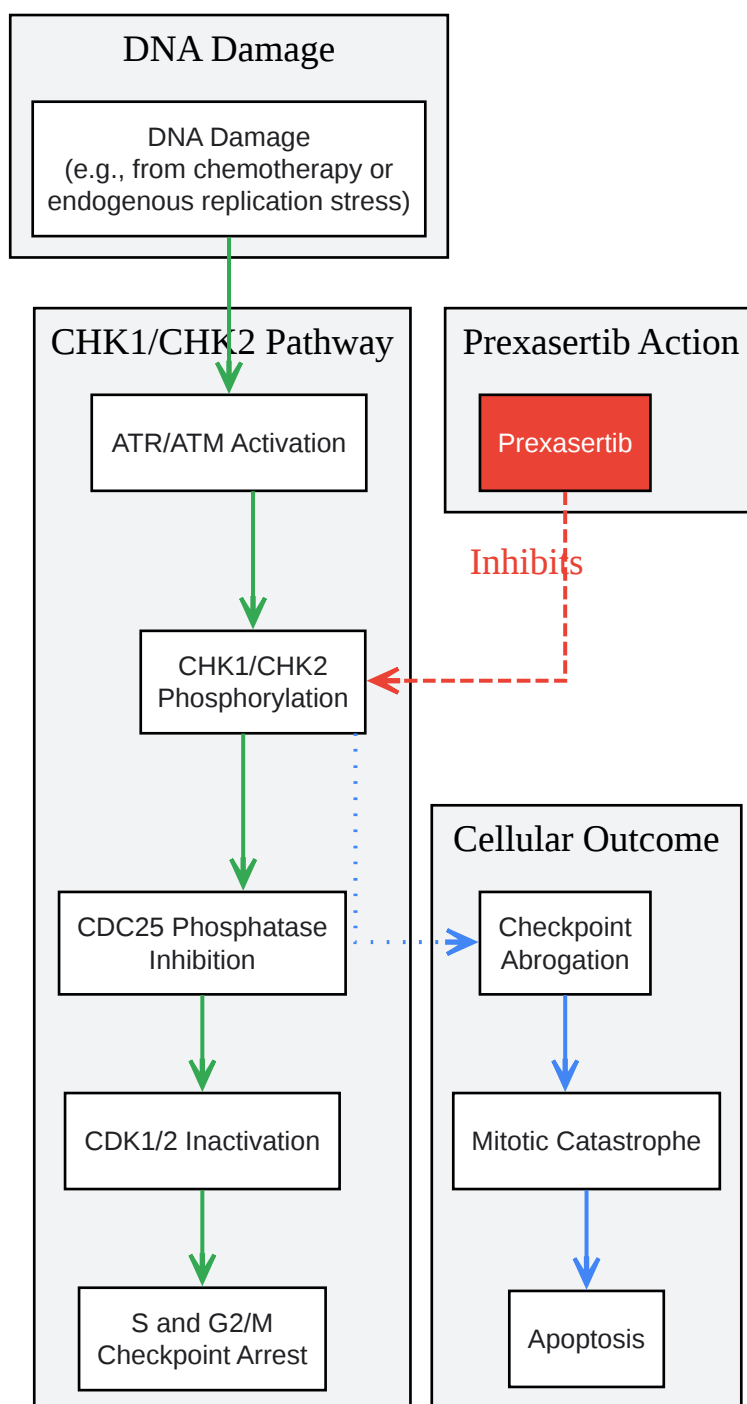 DNA Damage
DNA Damage
(e.g., from chemotherapy or
endogenous replication stress)
CHK1/CHK2 Pathway
ATR/ATM Activation
CHK1/CHK2
Phosphorylation
CDC25 Phosphatase
Inhibition
CDK1/2 Inactivation
S and G2/M
Checkpoint Arrest
Prexasertib Action
Prexasertib
Inhibits
Cellular Outcome
Checkpoint
Abrogation
Mitotic Catastrophe
Apoptosis